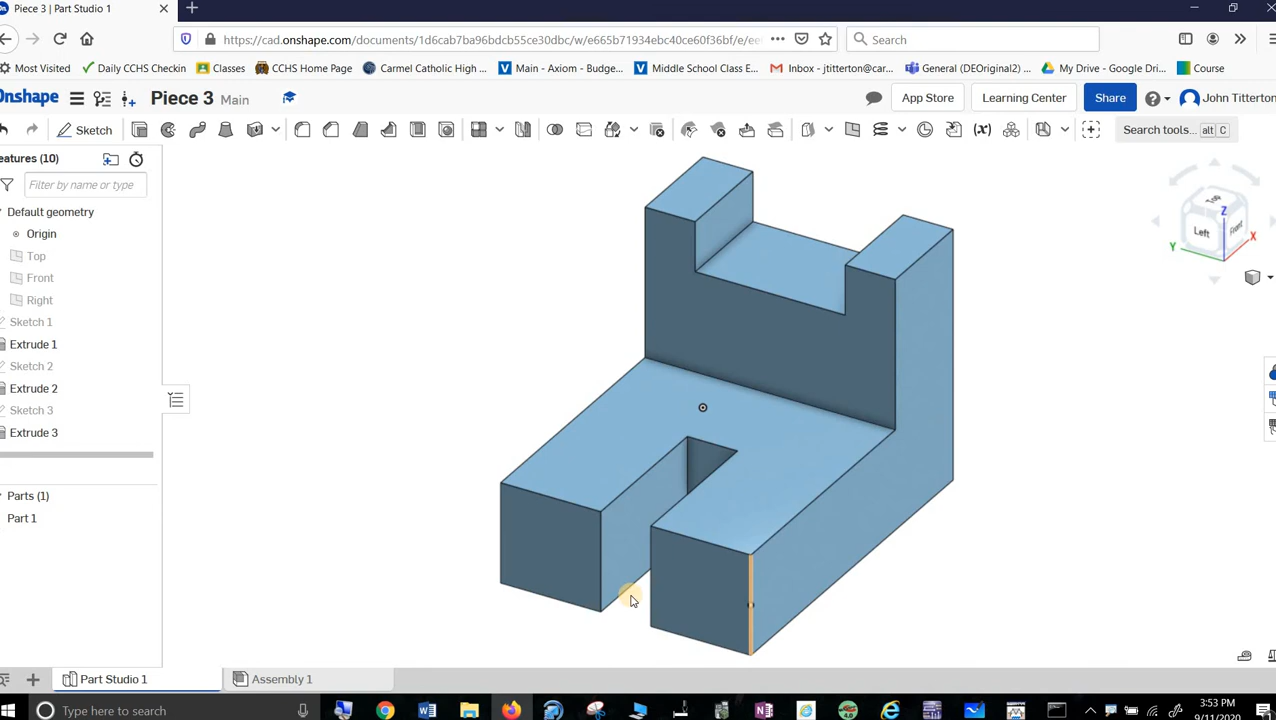 Piece 3 | Part Studio 1
https://cad.onshape.com/documents/1d6cab7ba96bdcb55ce30dbc/w/e665b71934ebc40ce60f36bf/e/ee
Search
Most Visited
Daily CCHS Checkin
Classes
CCHS Home Page
Carmel Catholic High ...
Main - Axiom - Budge...
Middle School Class E...
Inbox - jtitterton@car...
General (DEOriginal2) ...
My Drive - Google Dri...
Course
Onshape
Piece 3 Main
App Store
Learning Center
Share
John Titterton
Sketch
Search tools...
alt C
eatures (10)
Filter by name or type
Default geometry
Origin
Top
Front
Right
Sketch 1
Extrude 1
Sketch 2
Extrude 2
Sketch 3
Extrude 3
Parts (1)
Part 1
Top
Z
Left
Front
Y
X
Part Studio 1
Assembly 1
Type here to search
4.0
3:53 PM
9/11/2020